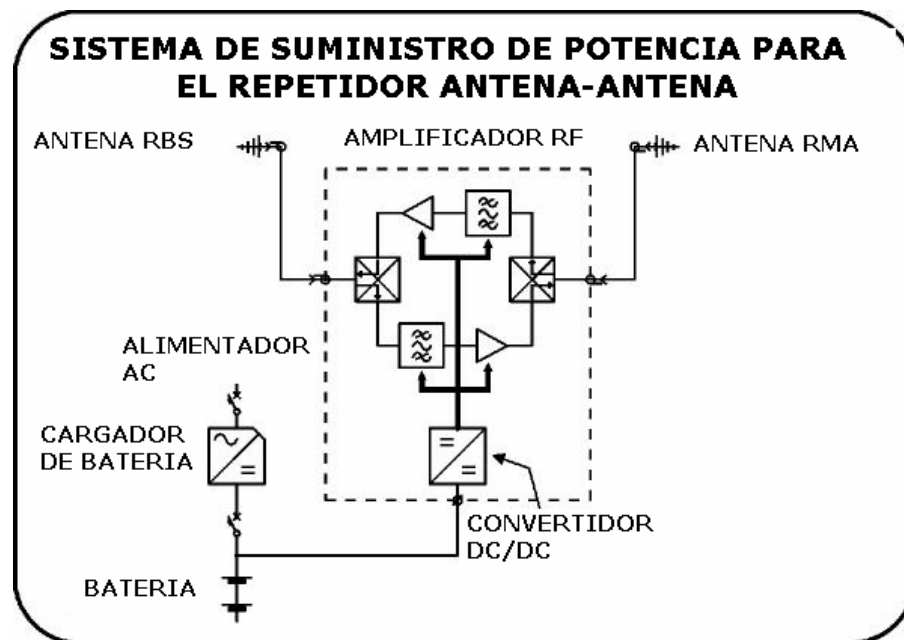 SISTEMA DE SUMINISTRO DE POTENCIA PARA
EL REPETIDOR ANTENA-ANTENA
ANTENA RBS
AMPLIFICADOR RF
ANTENA RMA
ALIMENTADOR
AC
CARGADOR
DE BATERIA
CONVERTIDOR
DC/DC
BATERIA